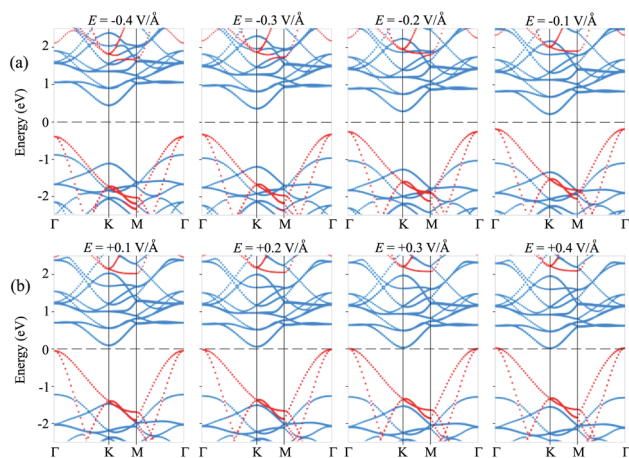 E = -0.4 V/Å E = -0.3 V/Å E = -0.2 V/Å E = -0.1 V/Å
(a)
Energy (eV)
2
1
0
-1
-2
Γ K M Γ Γ K M Γ Γ K M Γ Γ K M Γ
E = +0.1 V/Å E = +0.2 V/Å E = +0.3 V/Å E = +0.4 V/Å
(b)
Energy (eV)
2
1
0
-1
-2
Γ K M Γ Γ K M Γ Γ K M Γ Γ K M Γ